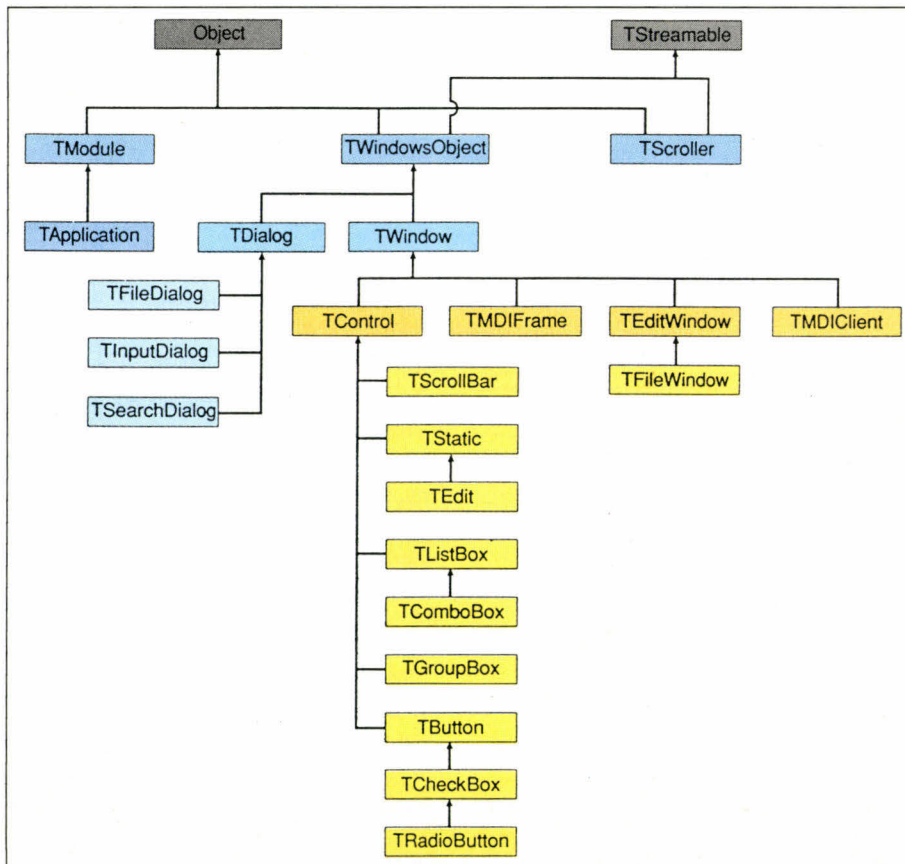 Object
TStreamable
TModule
TWindowsObject
TScroller
TApplication
TDialog
TWindow
TFileDialog
TControl
TMDIFrame
TEditWindow
TMDIClient
TInputDialog
TScrollBar
TFileWindow
TSearchDialog
TStatic
TEdit
TListBox
TComboBox
TGroupBox
TButton
TCheckBox
TRadioButton